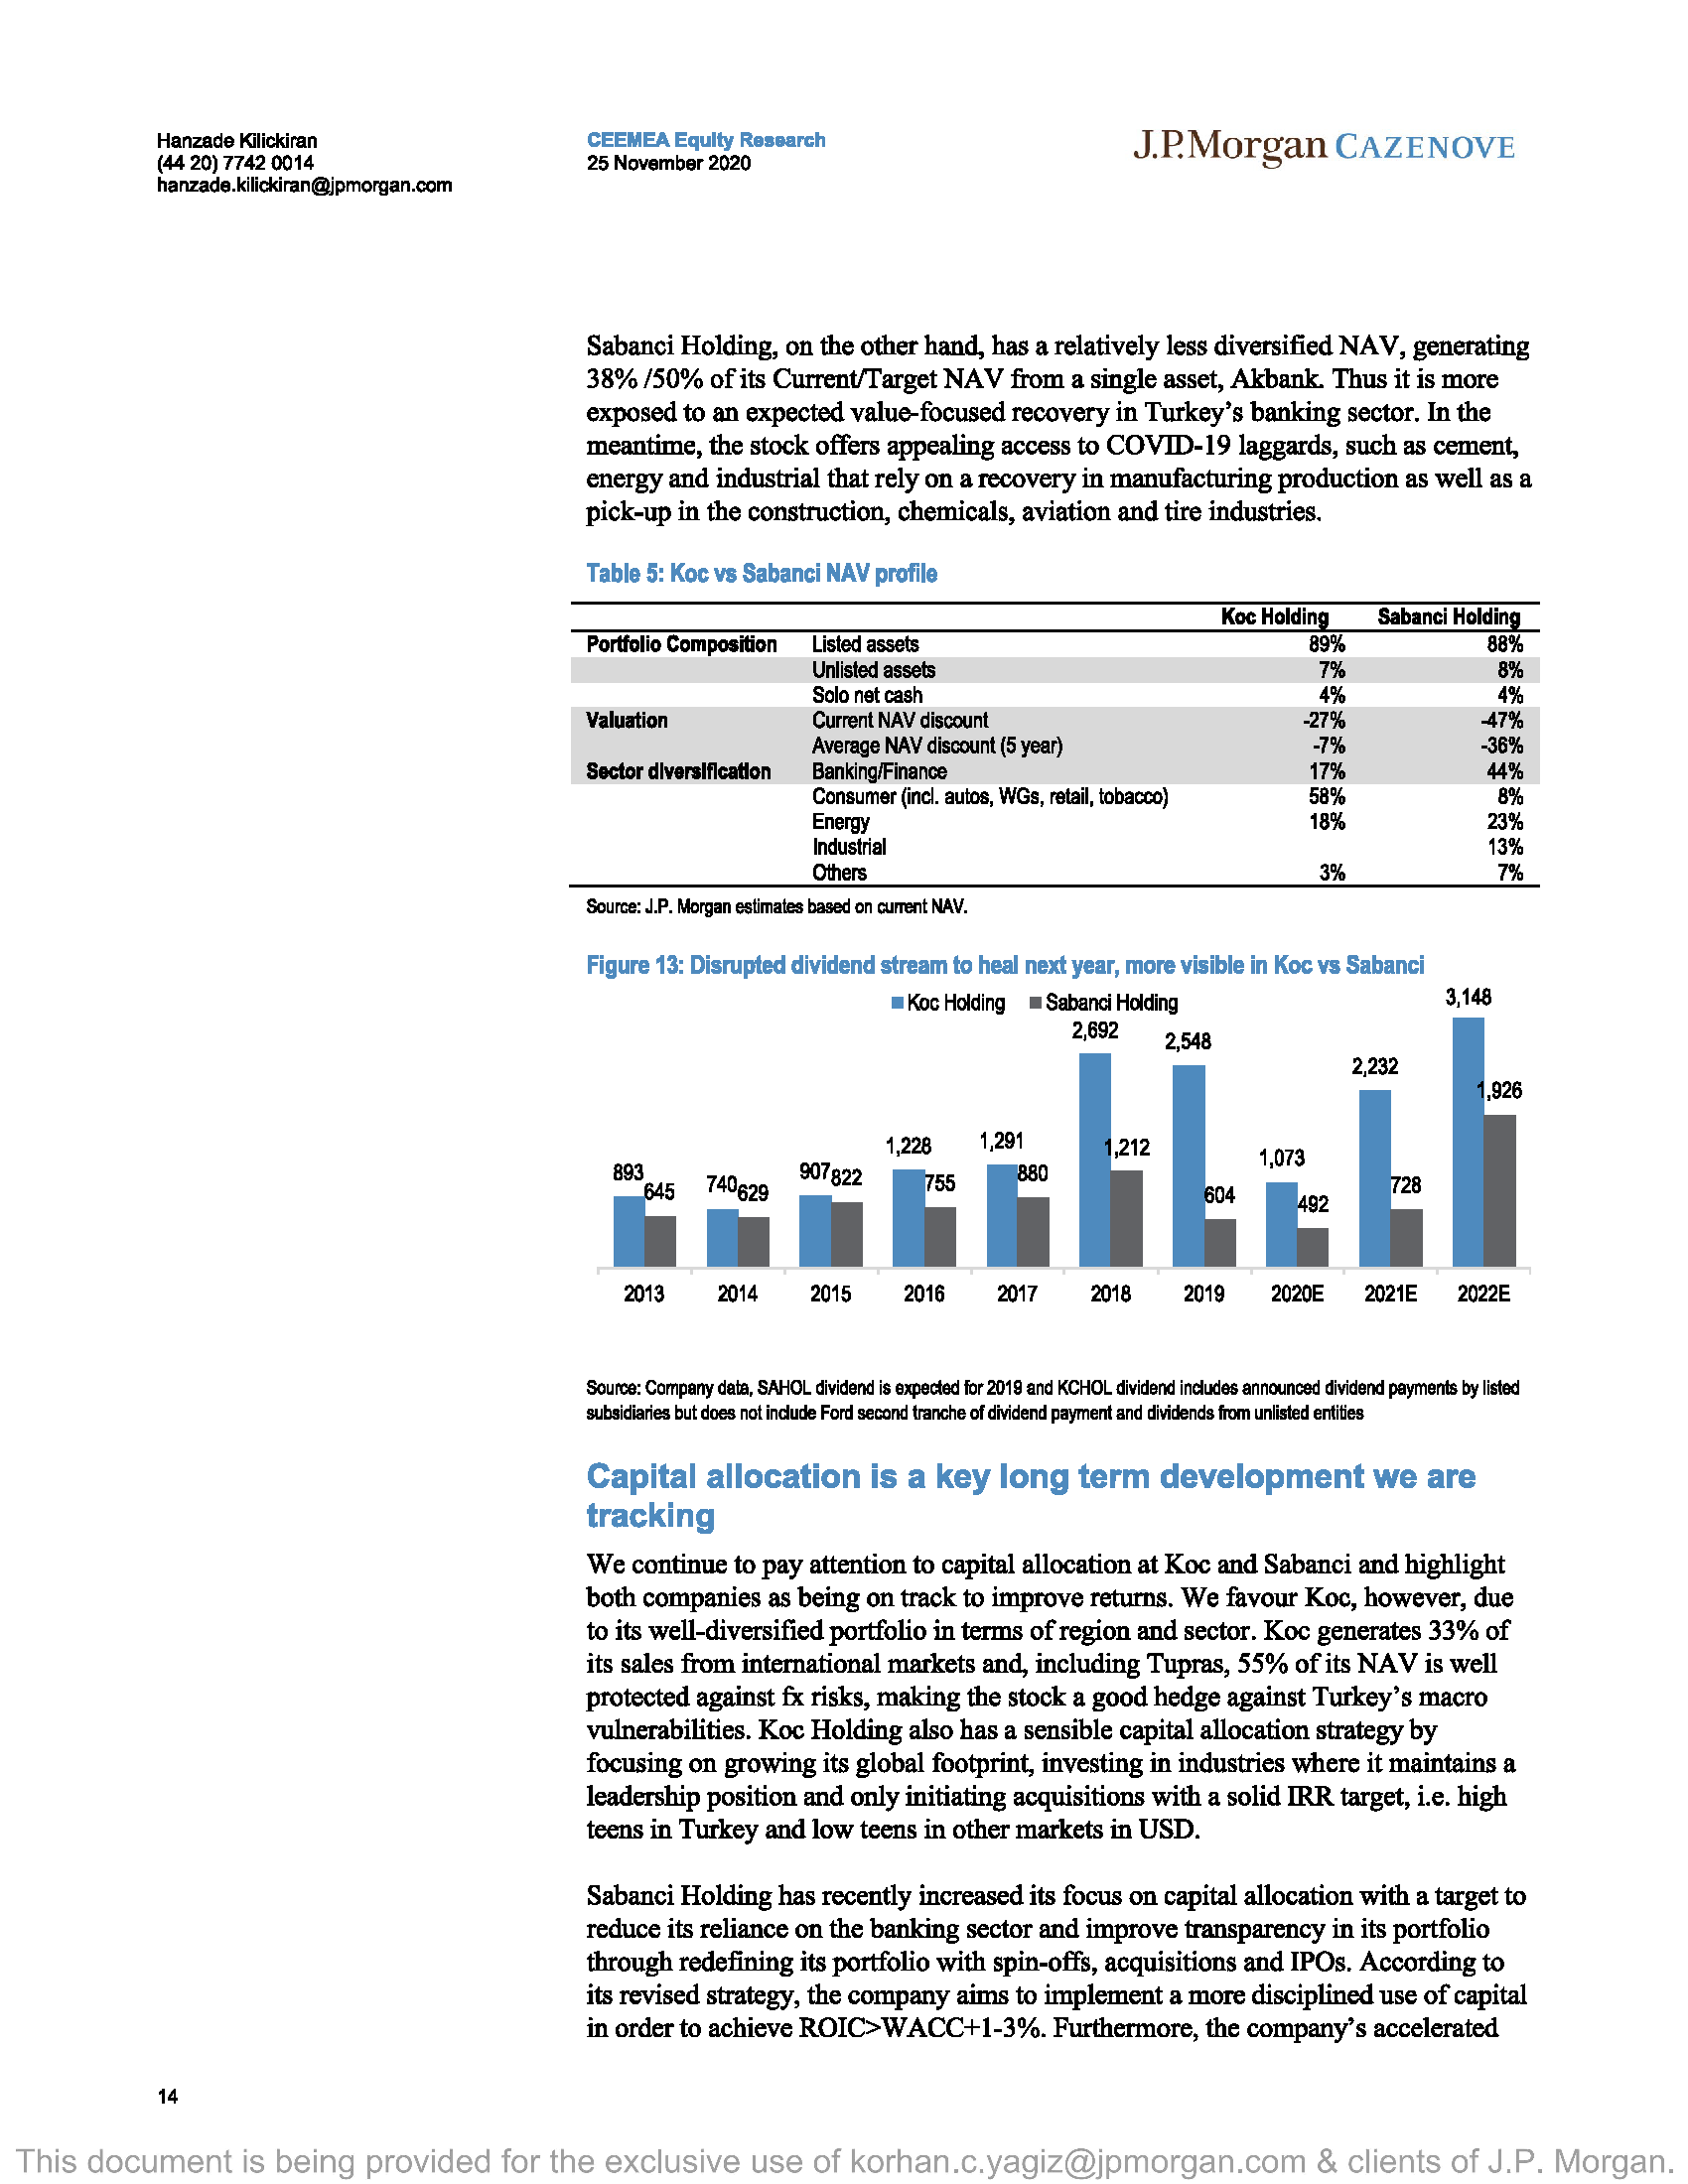 Hanzade Kilickiran
(44 20) 7742 0014
hanzade.kilickiran@jpmorgan.com
CEEMEA Equity Research
25 November 2020
J.P.Morgan CAZENOVE
Sabanci Holding, on the other hand, has a relatively less diversified NAV, generating
38% /50% of its Current/Target NAV from a single asset, Akbank. Thus it is more
exposed to an expected value-focused recovery in Turkey's banking sector. In the
meantime, the stock offers appealing access to COVID-19 laggards, such as cement,
energy and industrial that rely on a recovery in manufacturing production as well as a
pick-up in the construction, chemicals, aviation and tire industries.
Table 5: Koc vs Sabanci NAV profile
Koc Holding Sabanci Holding
Portfolio Composition Listed assets 89% 88%
Unlisted assets 7% 8%
Solo net cash 4% 4%
Valuation Current NAV discount -27% -47%
Average NAV discount (5 year) -7% -36%
Sector diversification Banking/Finance 17% 44%
Consumer (incl. autos, WGs, retail, tobacco) 58% 8%
Energy 18% 23%
Industrial 13%
Others 3% 7%
Source: J.P. Morgan estimates based on current NAV.
Figure 13: Disrupted dividend stream to heal next year, more visible in Koc vs Sabanci
Koc Holding Sabanci Holding
893 740 907 1,228 1,291 2,692 2,548 1,073 2,232 3,148
645 629 822 755 880 1,212 604 492 728 1,926
2013 2014 2015 2016 2017 2018 2019 2020E 2021E 2022E
Source: Company data, SAHOL dividend is expected for 2019 and KCHOL dividend includes announced dividend payments by listed
subsidiaries but does not include Ford second tranche of dividend payment and dividends from unlisted entities
Capital allocation is a key long term development we are
tracking
We continue to pay attention to capital allocation at Koc and Sabanci and highlight
both companies as being on track to improve returns. We favour Koc, however, due
to its well-diversified portfolio in terms of region and sector. Koc generates 33% of
its sales from international markets and, including Tupras, 55% of its NAV is well
protected against fx risks, making the stock a good hedge against Turkey's macro
vulnerabilities. Koc Holding also has a sensible capital allocation strategy by
focusing on growing its global footprint, investing in industries where it maintains a
leadership position and only initiating acquisitions with a solid IRR target, i.e. high
teens in Turkey and low teens in other markets in USD.
Sabanci Holding has recently increased its focus on capital allocation with a target to
reduce its reliance on the banking sector and improve transparency in its portfolio
through redefining its portfolio with spin-offs, acquisitions and IPOs. According to
its revised strategy, the company aims to implement a more disciplined use of capital
in order to achieve ROIC>WACC+1-3%. Furthermore, the company's accelerated
14
This document is being provided for the exclusive use of korhan.c.yagiz@jpmorgan.com & clients of J.P. Morgan.